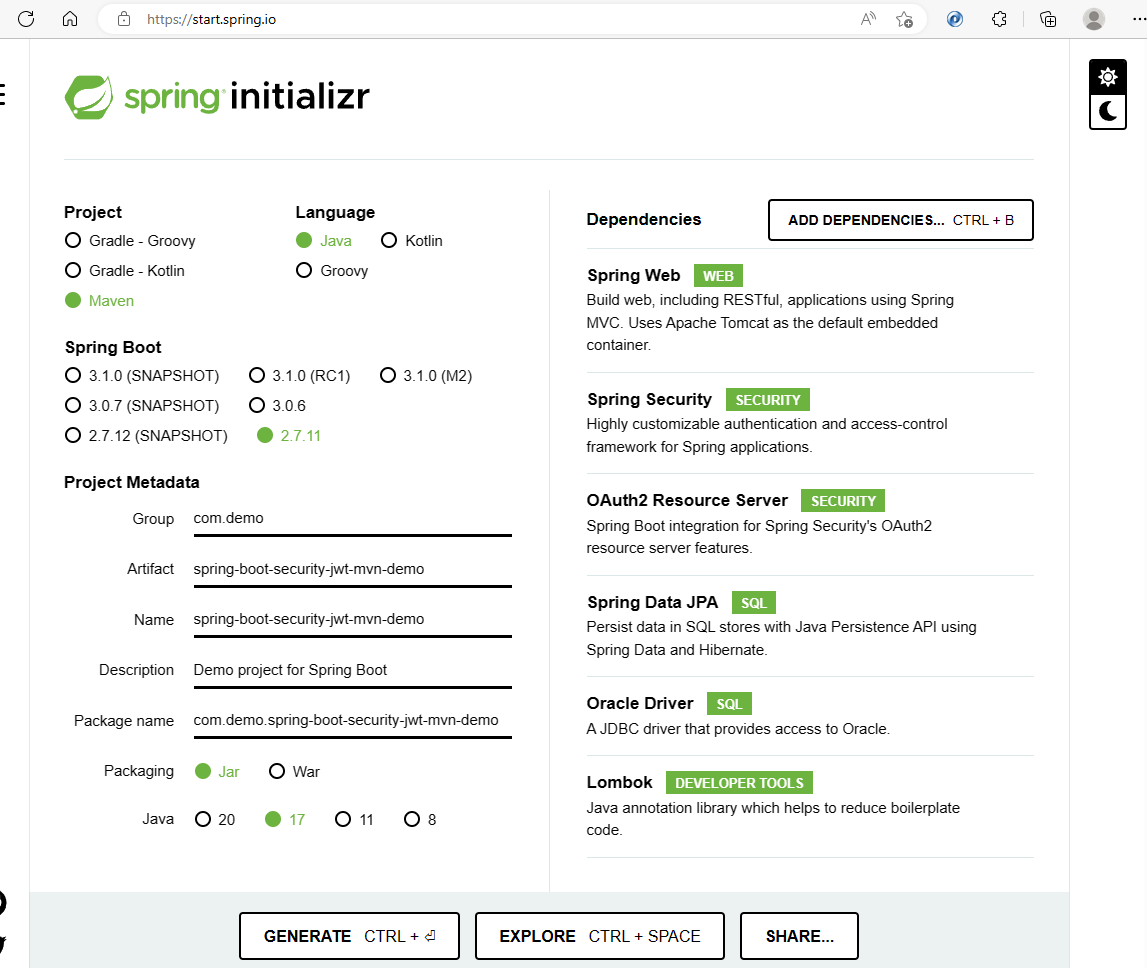 https://start.spring.io
spring initializr
Project
Gradle - Groovy
Gradle - Kotlin
Maven
Language
Java Kotlin
Groovy
Spring Boot
3.1.0 (SNAPSHOT) 3.1.0 (RC1) 3.1.0 (M2)
3.0.7 (SNAPSHOT) 3.0.6
2.7.12 (SNAPSHOT) 2.7.11
Project Metadata
Group com.demo
Artifact spring-boot-security-jwt-mvn-demo
Name spring-boot-security-jwt-mvn-demo
Description Demo project for Spring Boot
Package name com.demo.spring-boot-security-jwt-mvn-demo
Packaging Jar War
Java 20 17 11 8
Dependencies ADD DEPENDENCIES... CTRL + B
Spring Web WEB
Build web, including RESTful, applications using Spring
MVC. Uses Apache Tomcat as the default embedded
container.
Spring Security SECURITY
Highly customizable authentication and access-control
framework for Spring applications.
OAuth2 Resource Server SECURITY
Spring Boot integration for Spring Security's OAuth2
resource server features.
Spring Data JPA SQL
Persist data in SQL stores with Java Persistence API using
Spring Data and Hibernate.
Oracle Driver SQL
A JDBC driver that provides access to Oracle.
Lombok DEVELOPER TOOLS
Java annotation library which helps to reduce boilerplate
code.
GENERATE CTRL + ⏎ EXPLORE CTRL + SPACE SHARE...